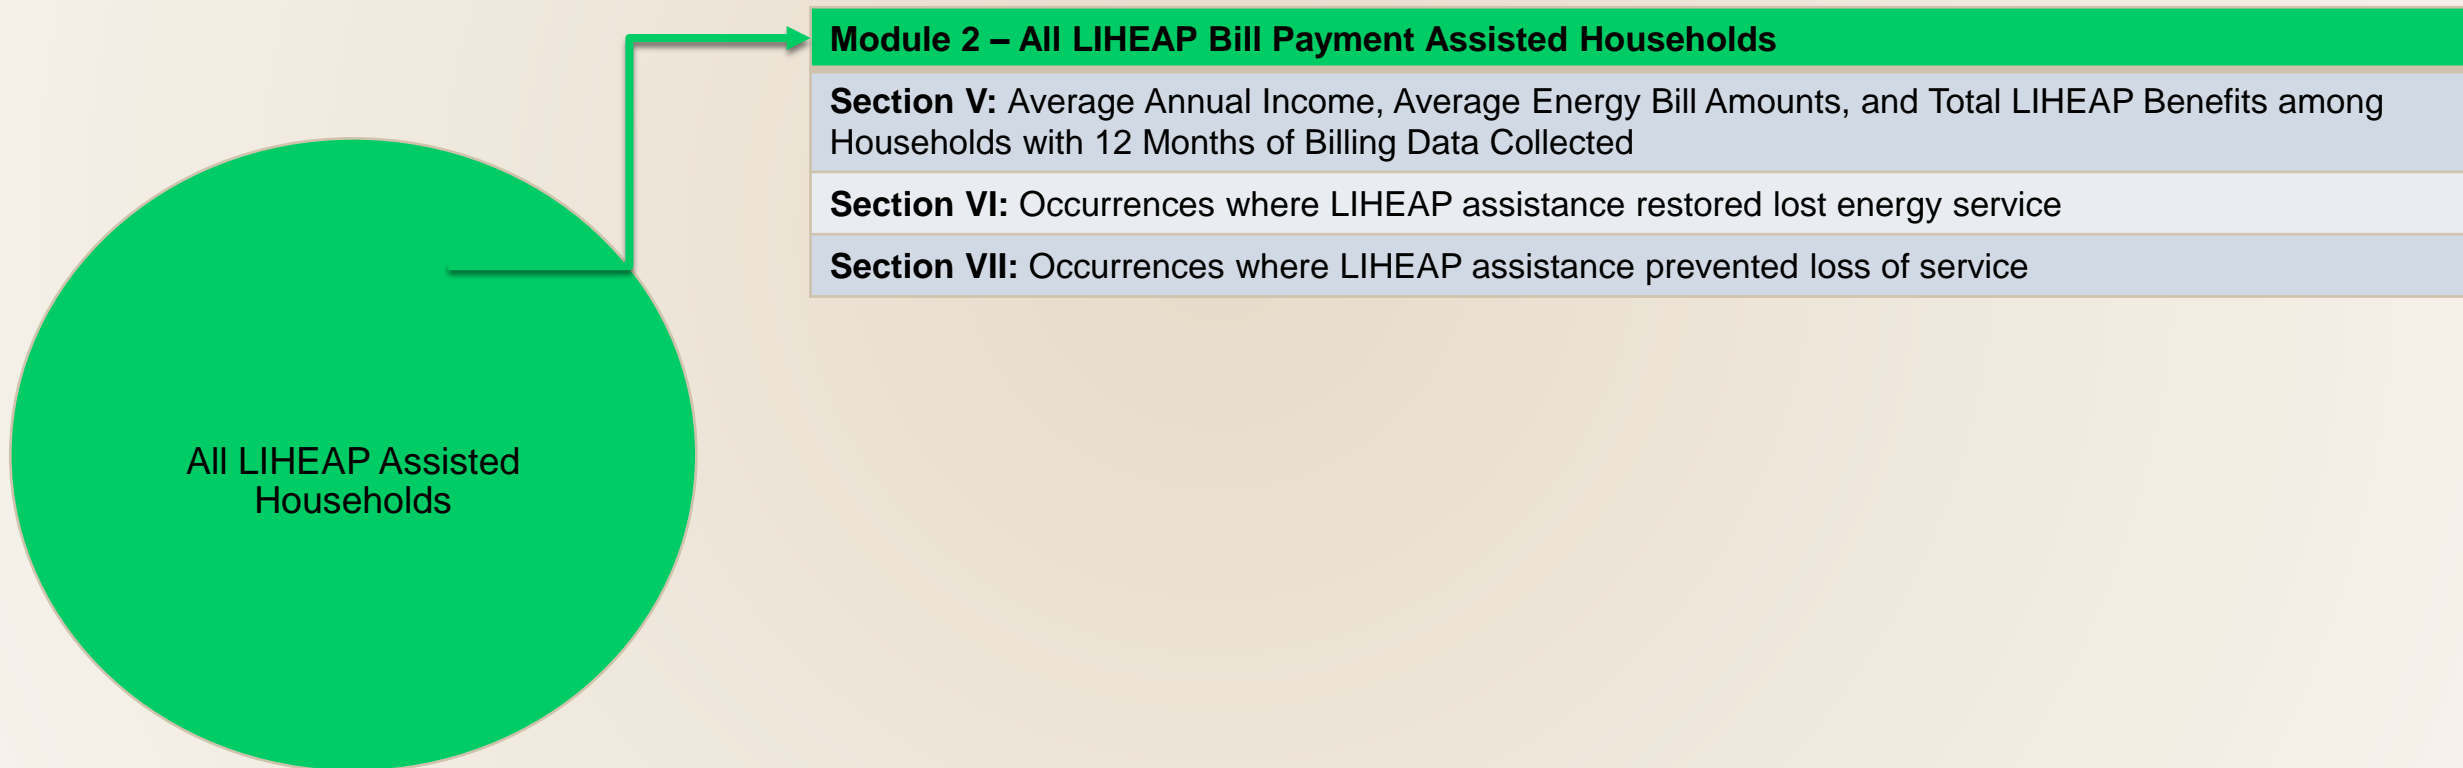 Module 2 – All LIHEAP Bill Payment Assisted Households
Section V: Average Annual Income, Average Energy Bill Amounts, and Total LIHEAP Benefits among
Households with 12 Months of Billing Data Collected
Section VI: Occurrences where LIHEAP assistance restored lost energy service
Section VII: Occurrences where LIHEAP assistance prevented loss of service
All LIHEAP Assisted
Households